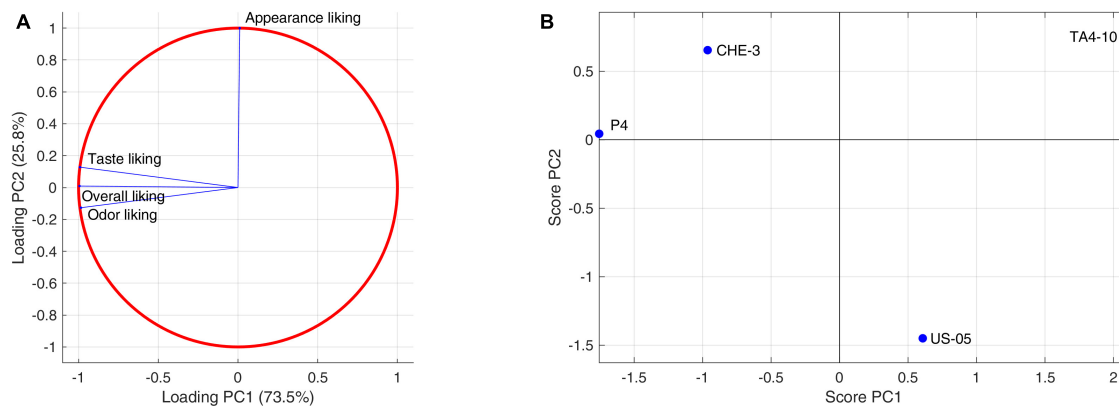 A
Appearance liking
1
0.8
0.6
0.4
0.2
0
-0.2
-0.4
-0.6
-0.8
-1
Taste liking
Overall liking
Odor liking
Loading PC2 (25.8%)
-1
-0.5
0
0.5
1
Loading PC1 (73.5%)
B
TA4-10
CHE-3
P4
US-05
0.5
0
-0.5
-1
-1.5
Score PC2
-1.5
-1
-0.5
0
0.5
1
1.5
2
Score PC1